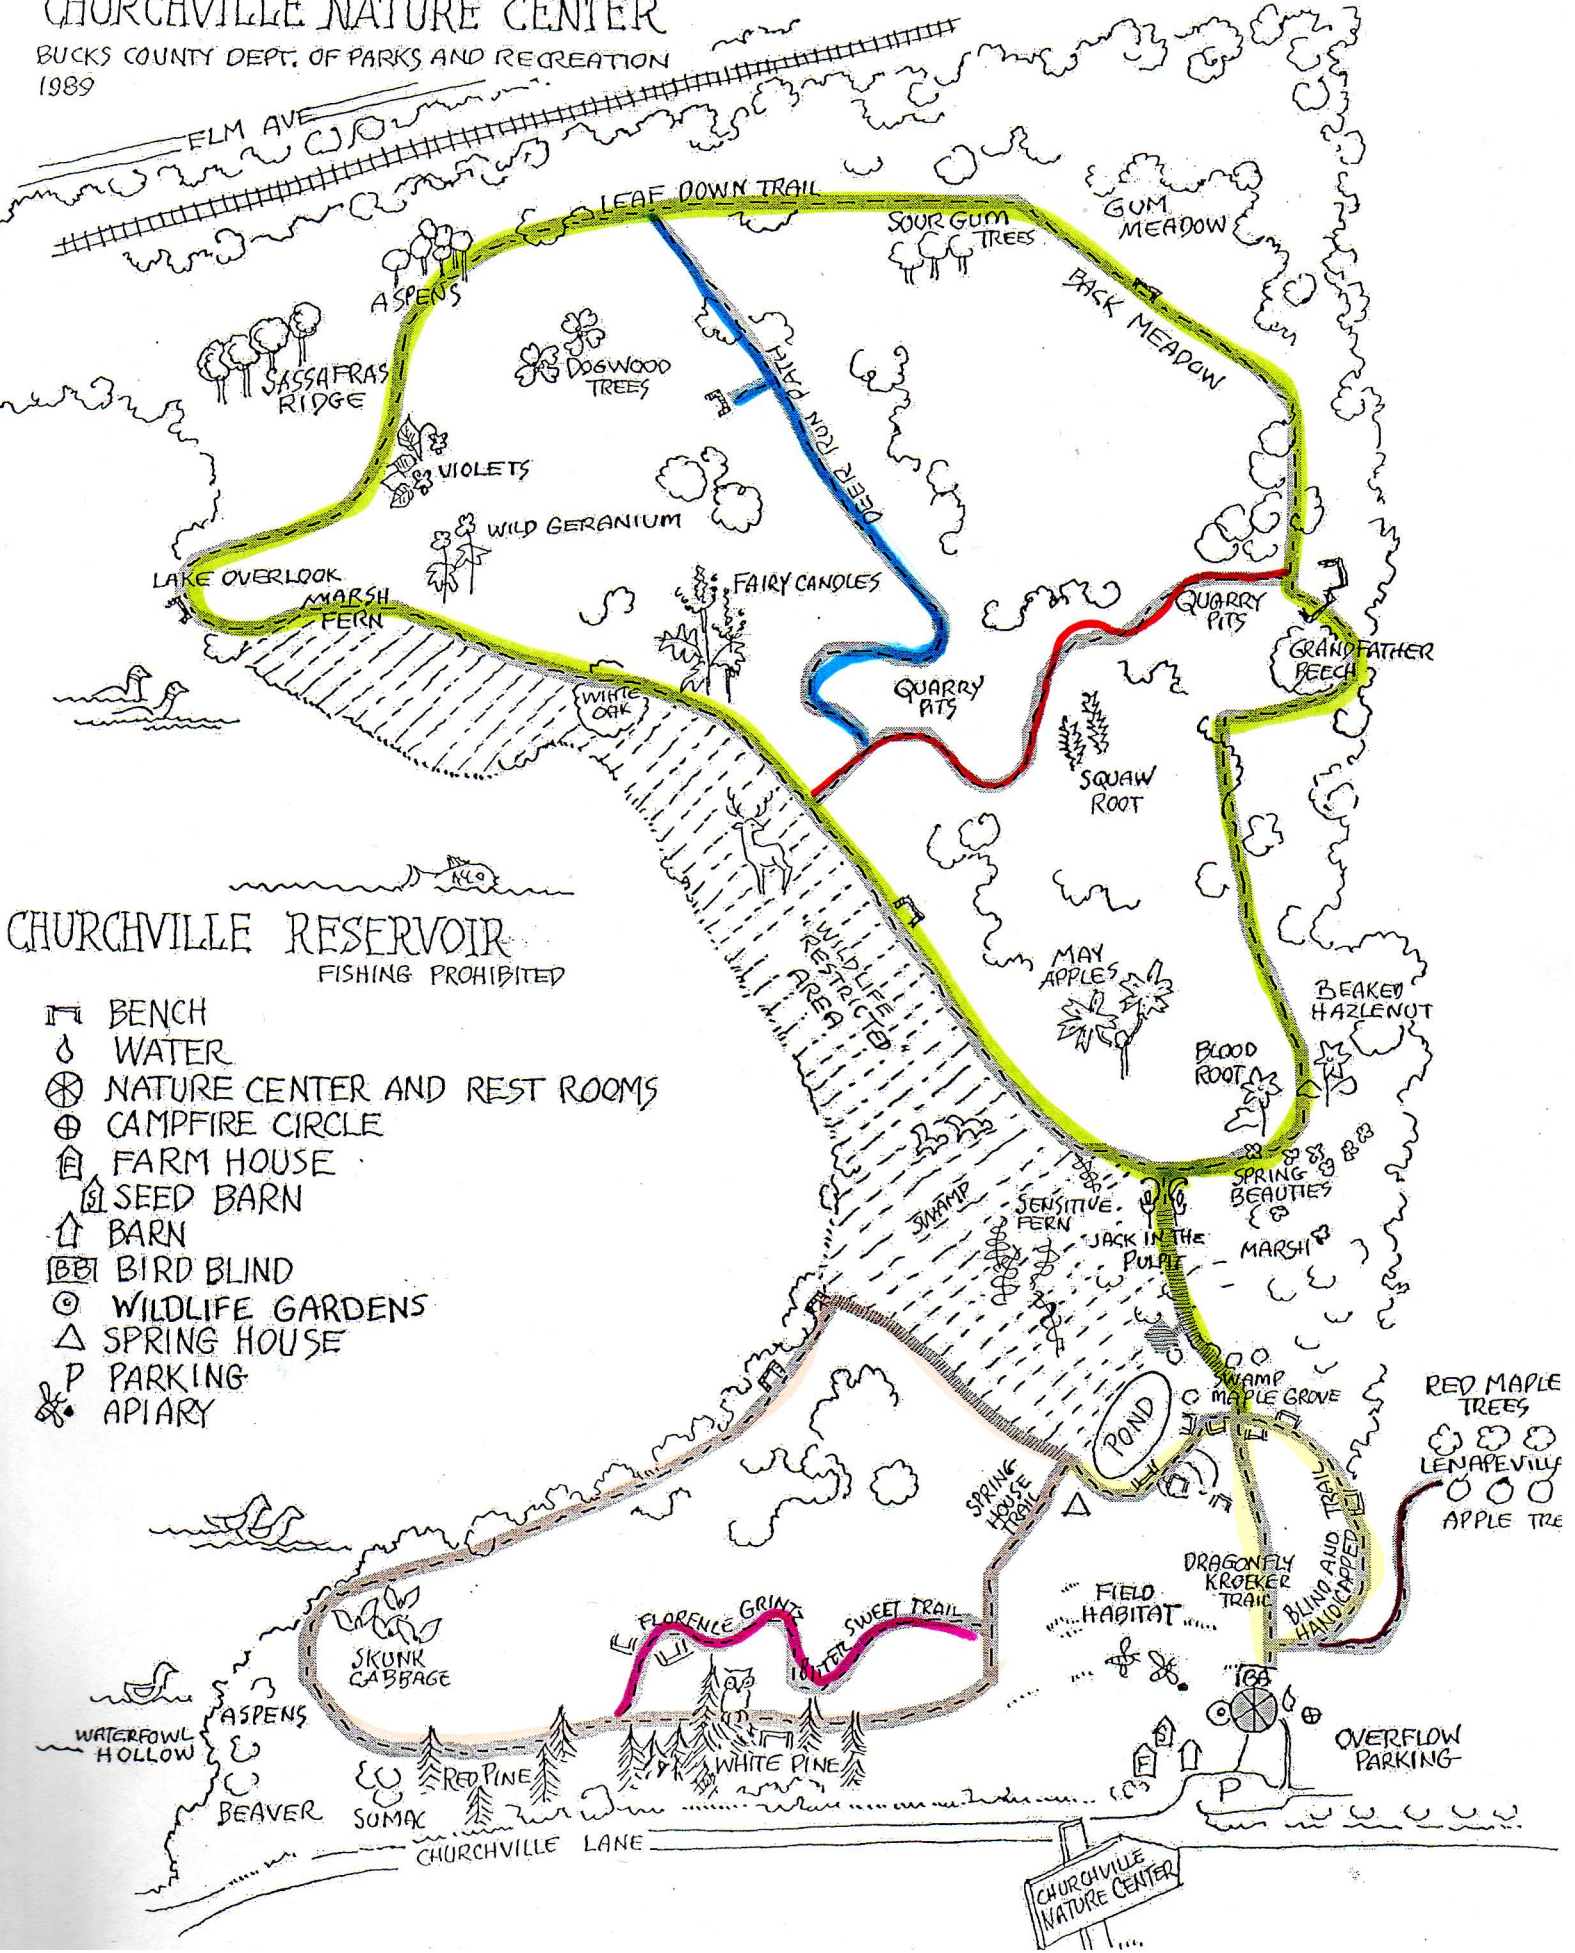 CHURCHVILLE NATURE CENTER
BUCKS COUNTY DEPT. OF PARKS AND RECREATION
1989
ELM AVE
LEAF DOWN TRAIL
SOUR GUM
TREES
GUM
MEADOW
BACK MEADOW
ASPENS
SASSAFRAS
RIDGE
DOGWOOD
TREES
DEER RUN PATH
VIOLETS
WILD GERANIUM
LAKE OVERLOOK
MARSH
FERN
FAIRY CANDLES
QUARRY
PITS
GRANDFATHER
BEECH
WHITE
OAK
QUARRY
PITS
SQUAW
ROOT
CHURCHVILLE RESERVOIR
FISHING PROHIBITED
"WILDLIFE
RESTRICTED
AREA"
MAY
APPLES
BEAKED
HAZLENUT
BLOOD
ROOT
BENCH
WATER
NATURE CENTER AND REST ROOMS
CAMPFIRE CIRCLE
F FARM HOUSE
S SEED BARN
BARN
BB BIRD BLIND
WILDLIFE GARDENS
SPRING HOUSE
P PARKING
APIARY
SWAMP
SENSITIVE
FERN
SPRING
BEAUTIES
JACK IN THE
PULPIT
MARSH
SWAMP
MAPLE GROVE
POND
RED MAPLE
TREES
LENAPEVILLE
APPLE TRE
SPRING
HOUSE
TRAIL
BLIND AND
HANDICAPPED TRAIL
DRAGONFLY
KROEKER
TRAIL
FIELD
HABITAT
FLORENCE GRINTER SWEET TRAIL
SKUNK
CABBAGE
ASPENS
WATERFOWL
HOLLOW
BEAVER
SUMAC
RED PINE
WHITE PINE
S
F
P
OVERFLOW
PARKING
CHURCHVILLE LANE
CHURCHVILLE
NATURE CENTER